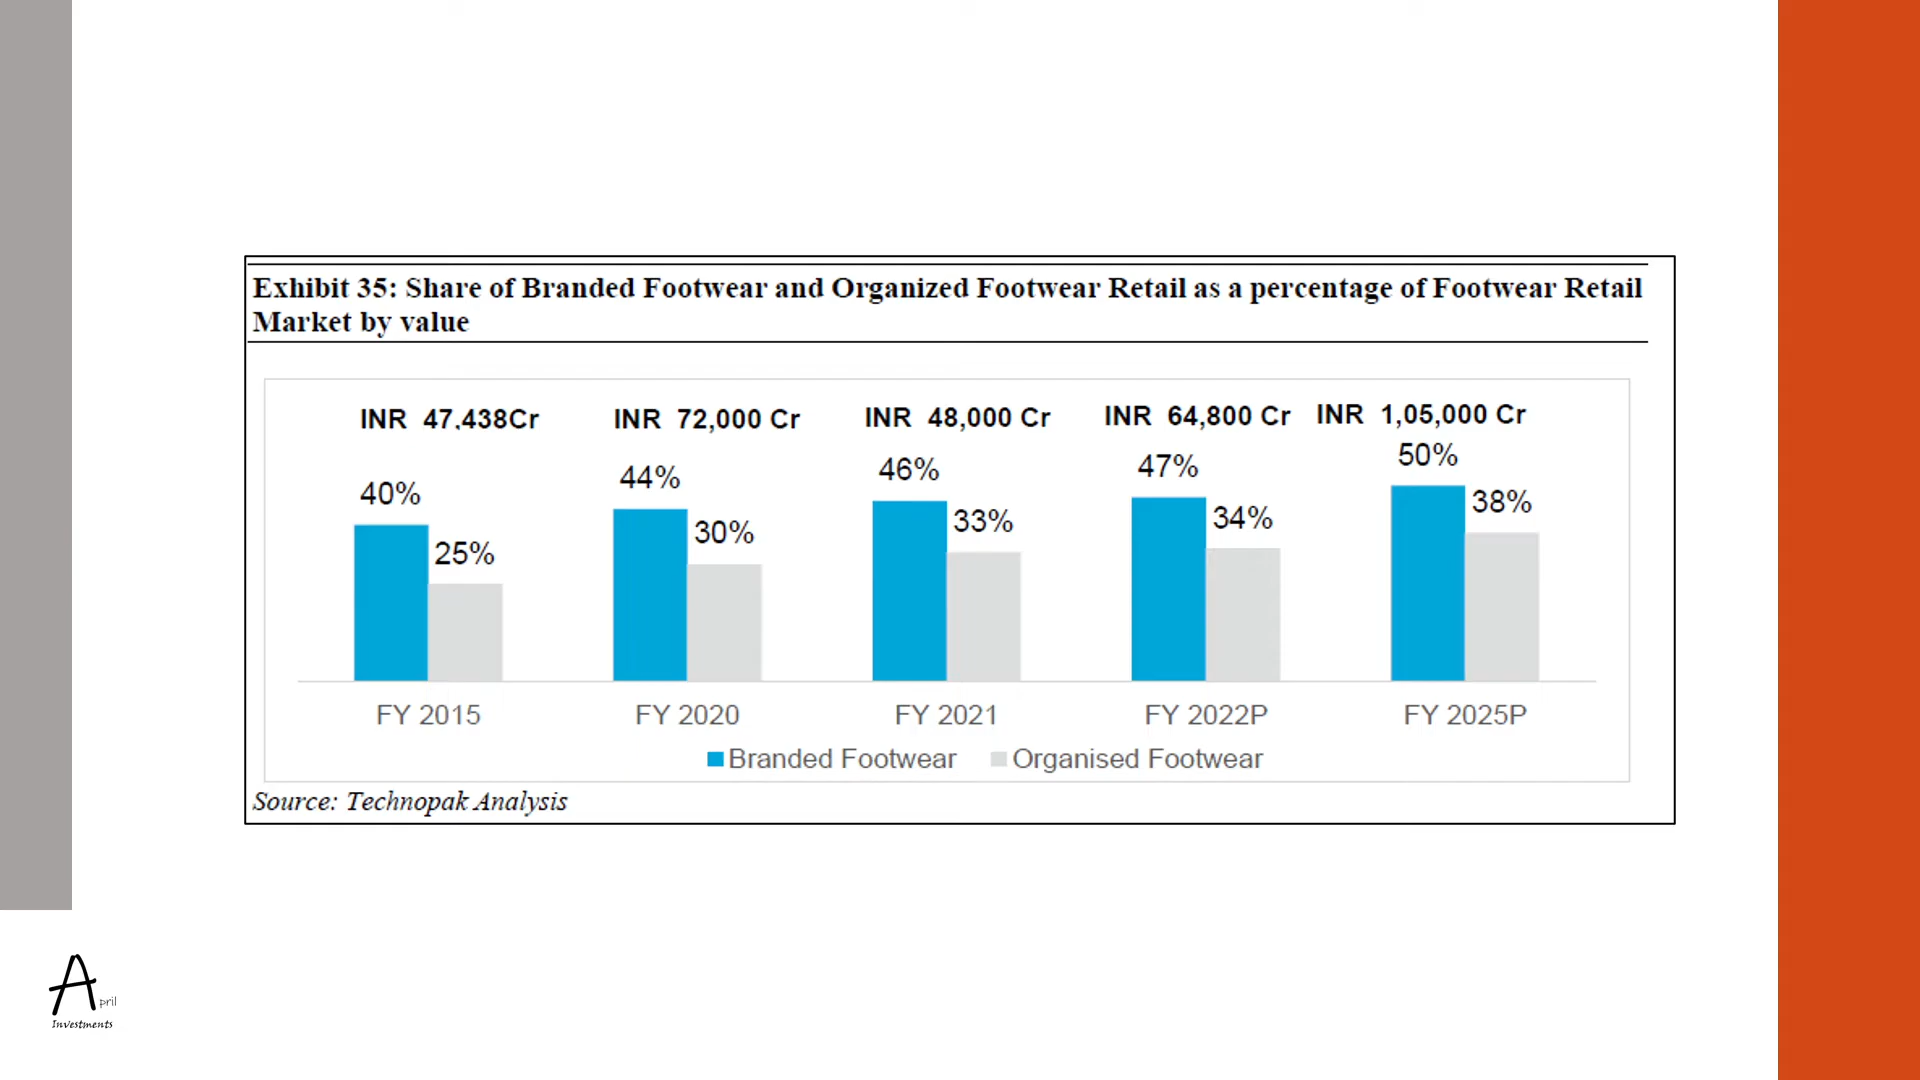 Exhibit 35: Share of Branded Footwear and Organized Footwear Retail as a percentage of Footwear Retail
Market by value
INR 47,438Cr INR 72,000 Cr INR 48,000 Cr INR 64,800 Cr INR 1,05,000 Cr
40% 25% 44% 30% 46% 33% 47% 34% 50% 38%
FY 2015 FY 2020 FY 2021 FY 2022P FY 2025P
Branded Footwear Organised Footwear
Source: Technopak Analysis
April
Investments